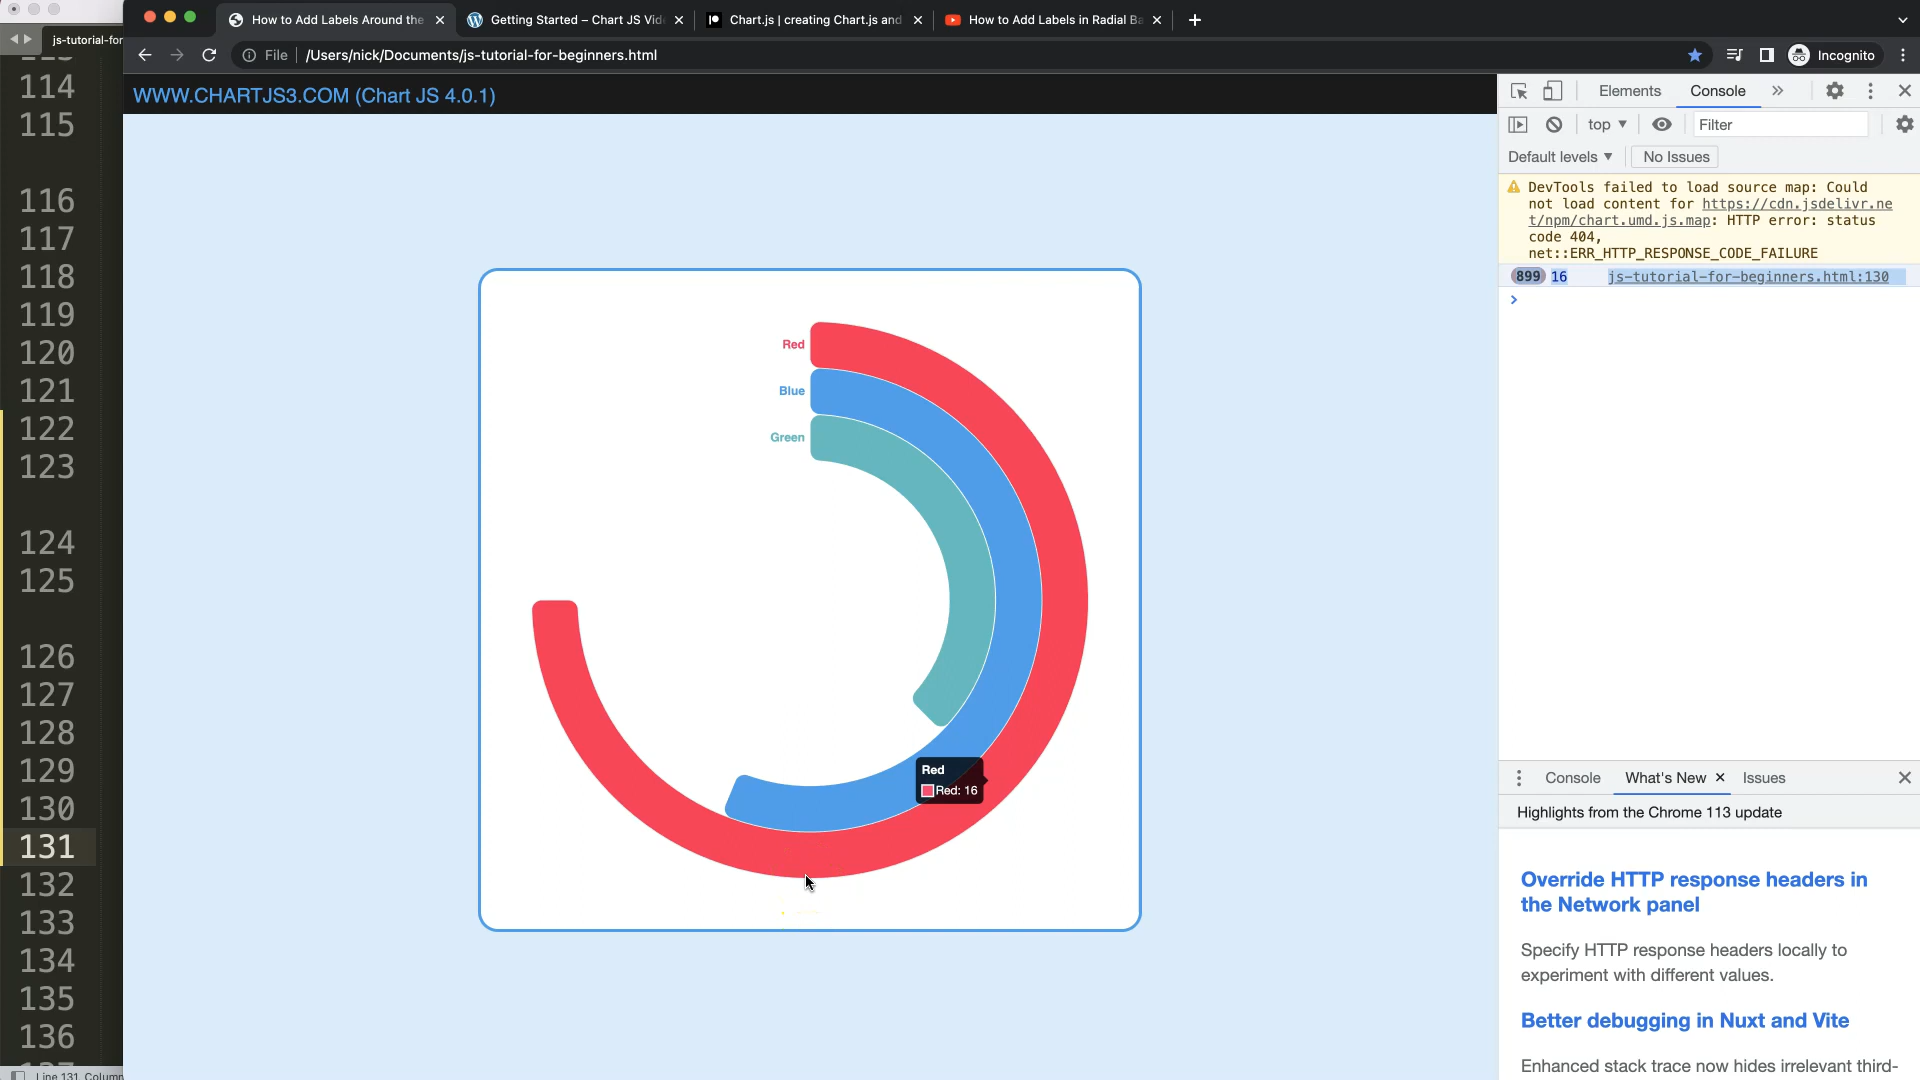 How to Add Labels Around the
Getting Started – Chart JS Vid
Chart.js | creating Chart.js and
How to Add Labels in Radial Ba
js-tutorial-for
File
/Users/nick/Documents/js-tutorial-for-beginners.html
Incognito
WWW.CHARTJS3.COM (Chart JS 4.0.1)
114
115
116
117
118
119
120
121
122
123
124
125
126
127
128
129
130
131
132
133
134
135
136
Line 131, Column
Red
Blue
Green
Red
Red: 16
Elements
Console
top
Filter
Default levels
No Issues
DevTools failed to load source map: Could
not load content for https://cdn.jsdelivr.ne
t/npm/chart.umd.js.map: HTTP error: status
code 404,
net::ERR_HTTP_RESPONSE_CODE_FAILURE
899 16 js-tutorial-for-beginners.html:130
Console
What's New
Issues
Highlights from the Chrome 113 update
Override HTTP response headers in
the Network panel
Specify HTTP response headers locally to
experiment with different values.
Better debugging in Nuxt and Vite
Enhanced stack trace now hides irrelevant third-